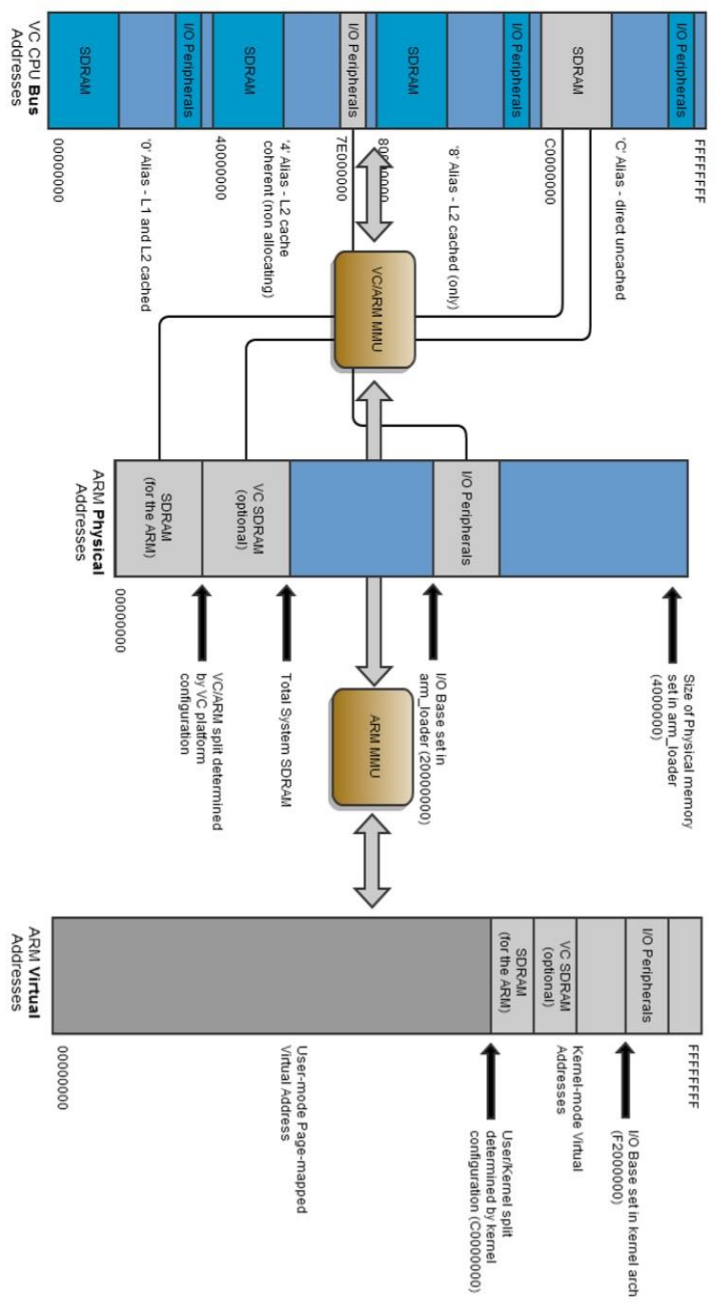 FFFFFFFF
I/O Peripherals
'C' Alias - direct uncached
SDRAM
C0000000
I/O Peripherals
'8' Alias - L2 cached (only)
SDRAM
80000000
I/O Peripherals
7E000000
'4' Alias - L2 cache
coherent (non allocating)
SDRAM
40000000
I/O Peripherals
'0' Alias - L1 and L2 cached
SDRAM
00000000
VC CPU Bus
Addresses
VC/ARM MMU
Size of Physical memory
set in arm_loader
(4000000)
I/O Peripherals
I/O Base set in
arm_loader (20000000)
Total System SDRAM
VC SDRAM
(optional)
VC/ARM split determined
by VC platform
configuration
SDRAM
(for the ARM)
00000000
ARM Physical
Addresses
ARM MMU
FFFFFFFF
I/O Peripherals
I/O Base set in kernel arch
(F2000000)
Kernel-mode Virtual
Addresses
VC SDRAM
(optional)
SDRAM
(for the ARM)
User/Kernel split
determined by kernel
configuration (C0000000)
User-mode Page-mapped
Virtual Address
00000000
ARM Virtual
Addresses